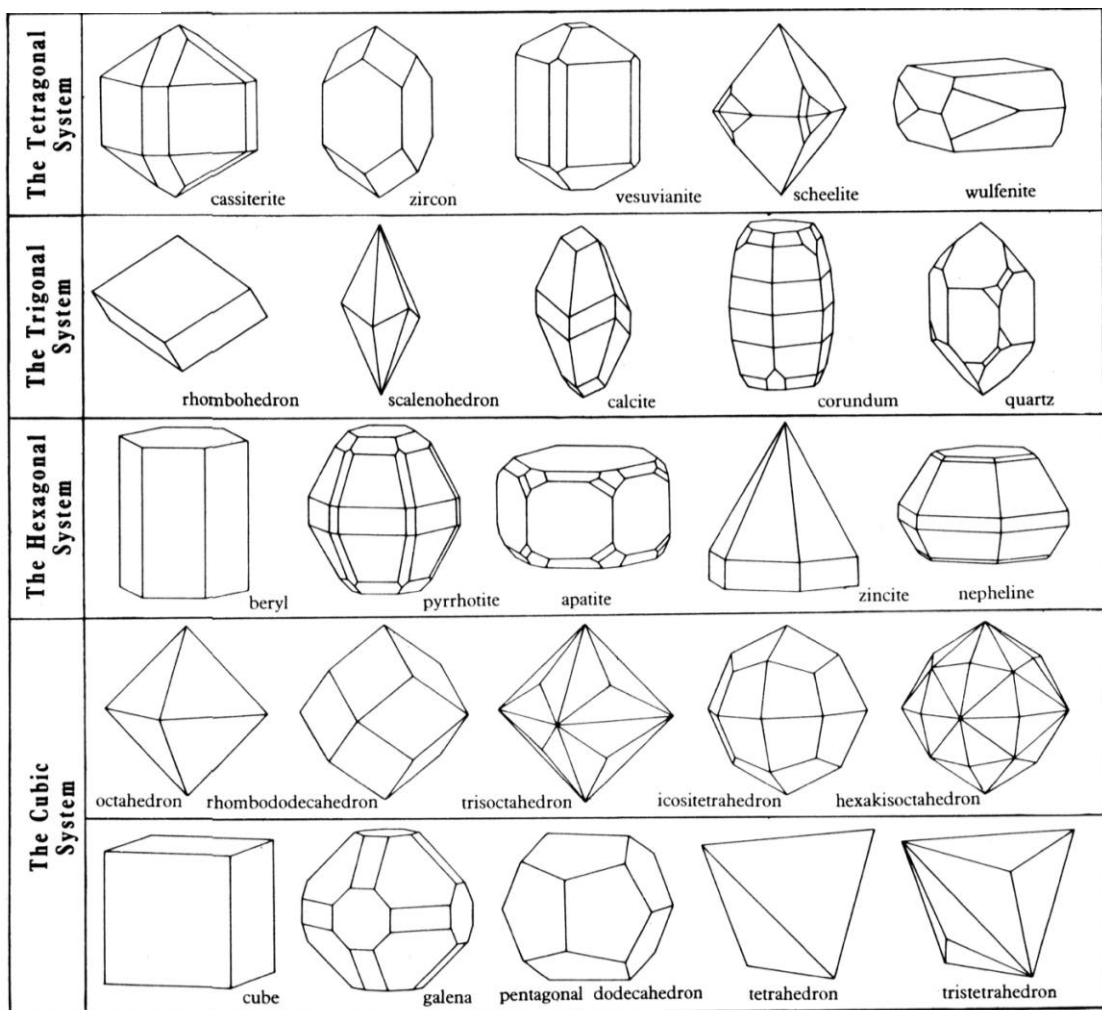 The Tetragonal
System
cassiterite
zircon
vesuvianite
scheelite
wulfenite
The Trigonal
System
rhombohedron
scalenohedron
calcite
corundum
quartz
The Hexagonal
System
beryl
pyrrhotite
apatite
zincite
nepheline
The Cubic
System
octahedron
rhombododecahedron
trisoctahedron
icositetrahedron
hexakisoctahedron
cube
galena
pentagonal dodecahedron
tetrahedron
tristetrahedron